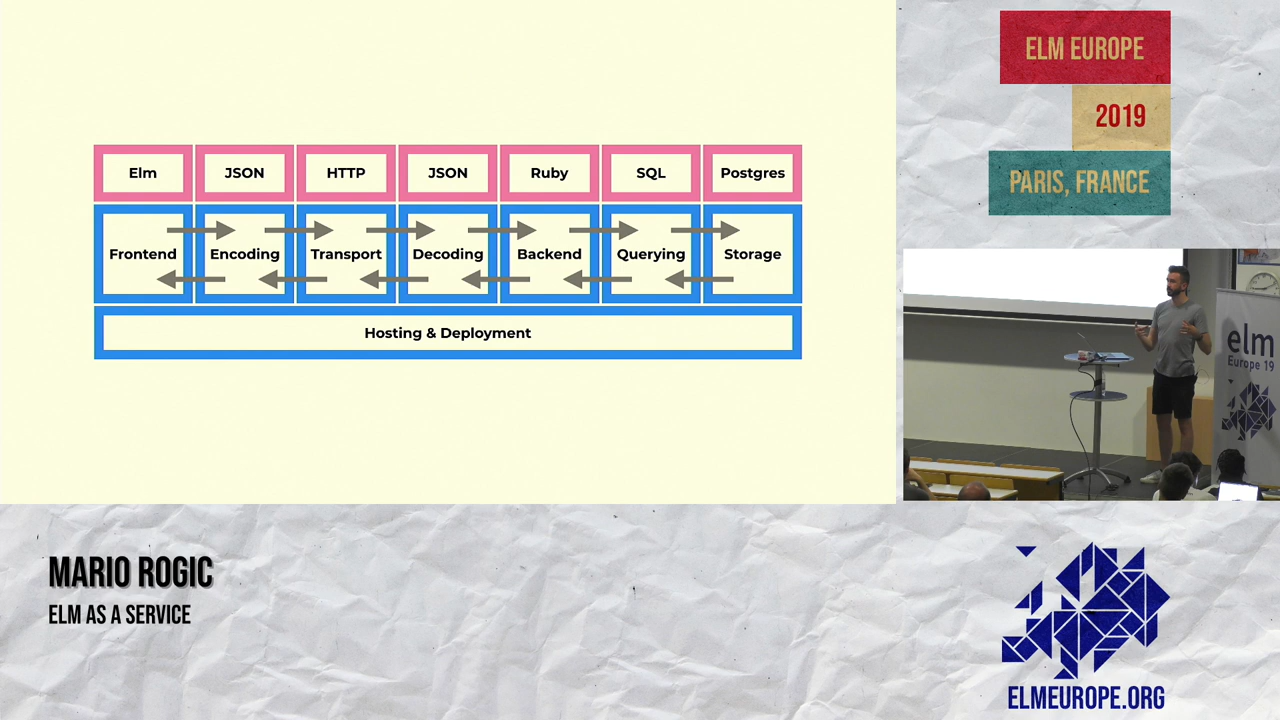 Elm JSON HTTP JSON Ruby SQL Postgres
Frontend Encoding Transport Decoding Backend Querying Storage
Hosting & Deployment
ELM EUROPE
2019
PARIS, FRANCE
elm
Europe 19
MARIO ROGIC
ELM AS A SERVICE
ELMEUROPE.ORG